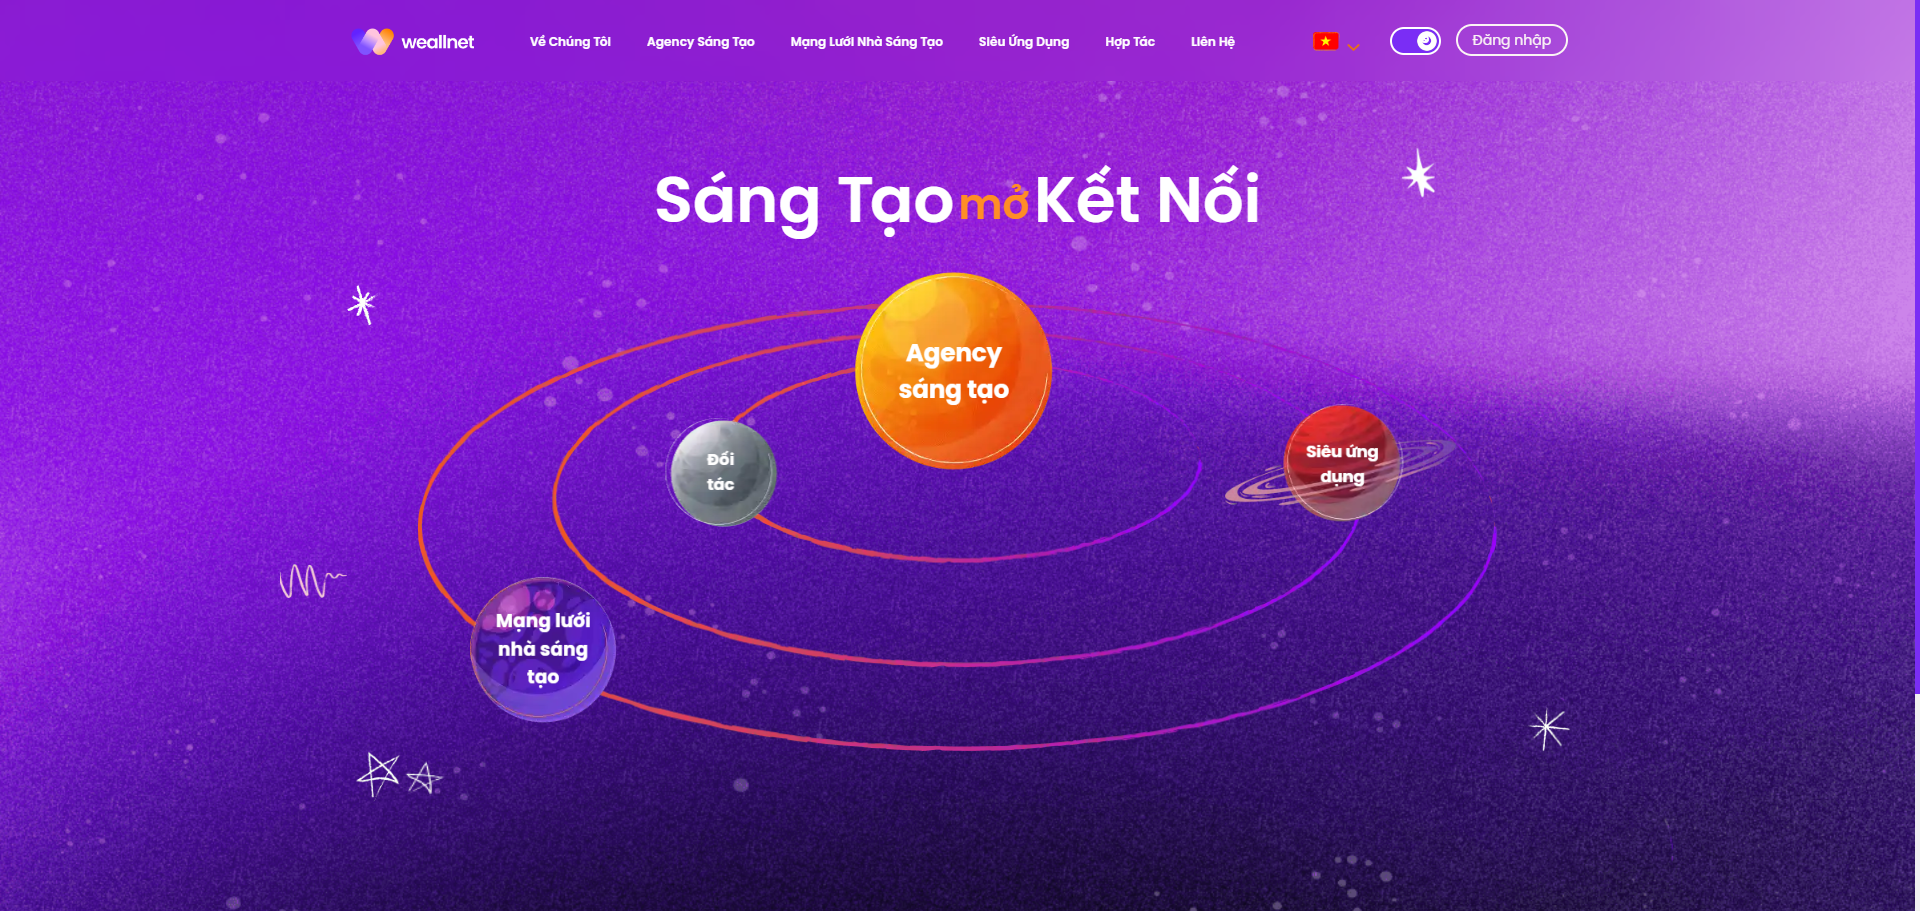 weallnet
Về Chúng Tôi
Agency Sáng Tạo
Mạng Lưới Nhà Sáng Tạo
Siêu Ứng Dụng
Hợp Tác
Liên Hệ
Đăng nhập
Sáng Tạo mở Kết Nối
Agency
sáng tạo
Đối
tác
Siêu ứng
dụng
Mạng lưới
nhà sáng
tạo